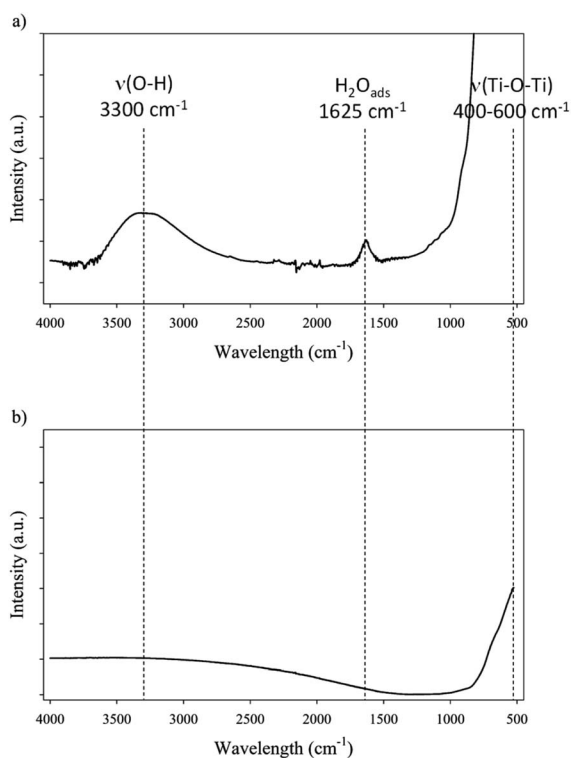 a)
ν(O-H)
3300 cm⁻¹
H₂Oads
1625 cm⁻¹
ν(Ti-O-Ti)
400-600 cm⁻¹
Intensity (a.u.)
4000 3500 3000 2500 2000 1500 1000 500
Wavelength (cm⁻¹)
b)
Intensity (a.u.)
4000 3500 3000 2500 2000 1500 1000 500
Wavelength (cm⁻¹)